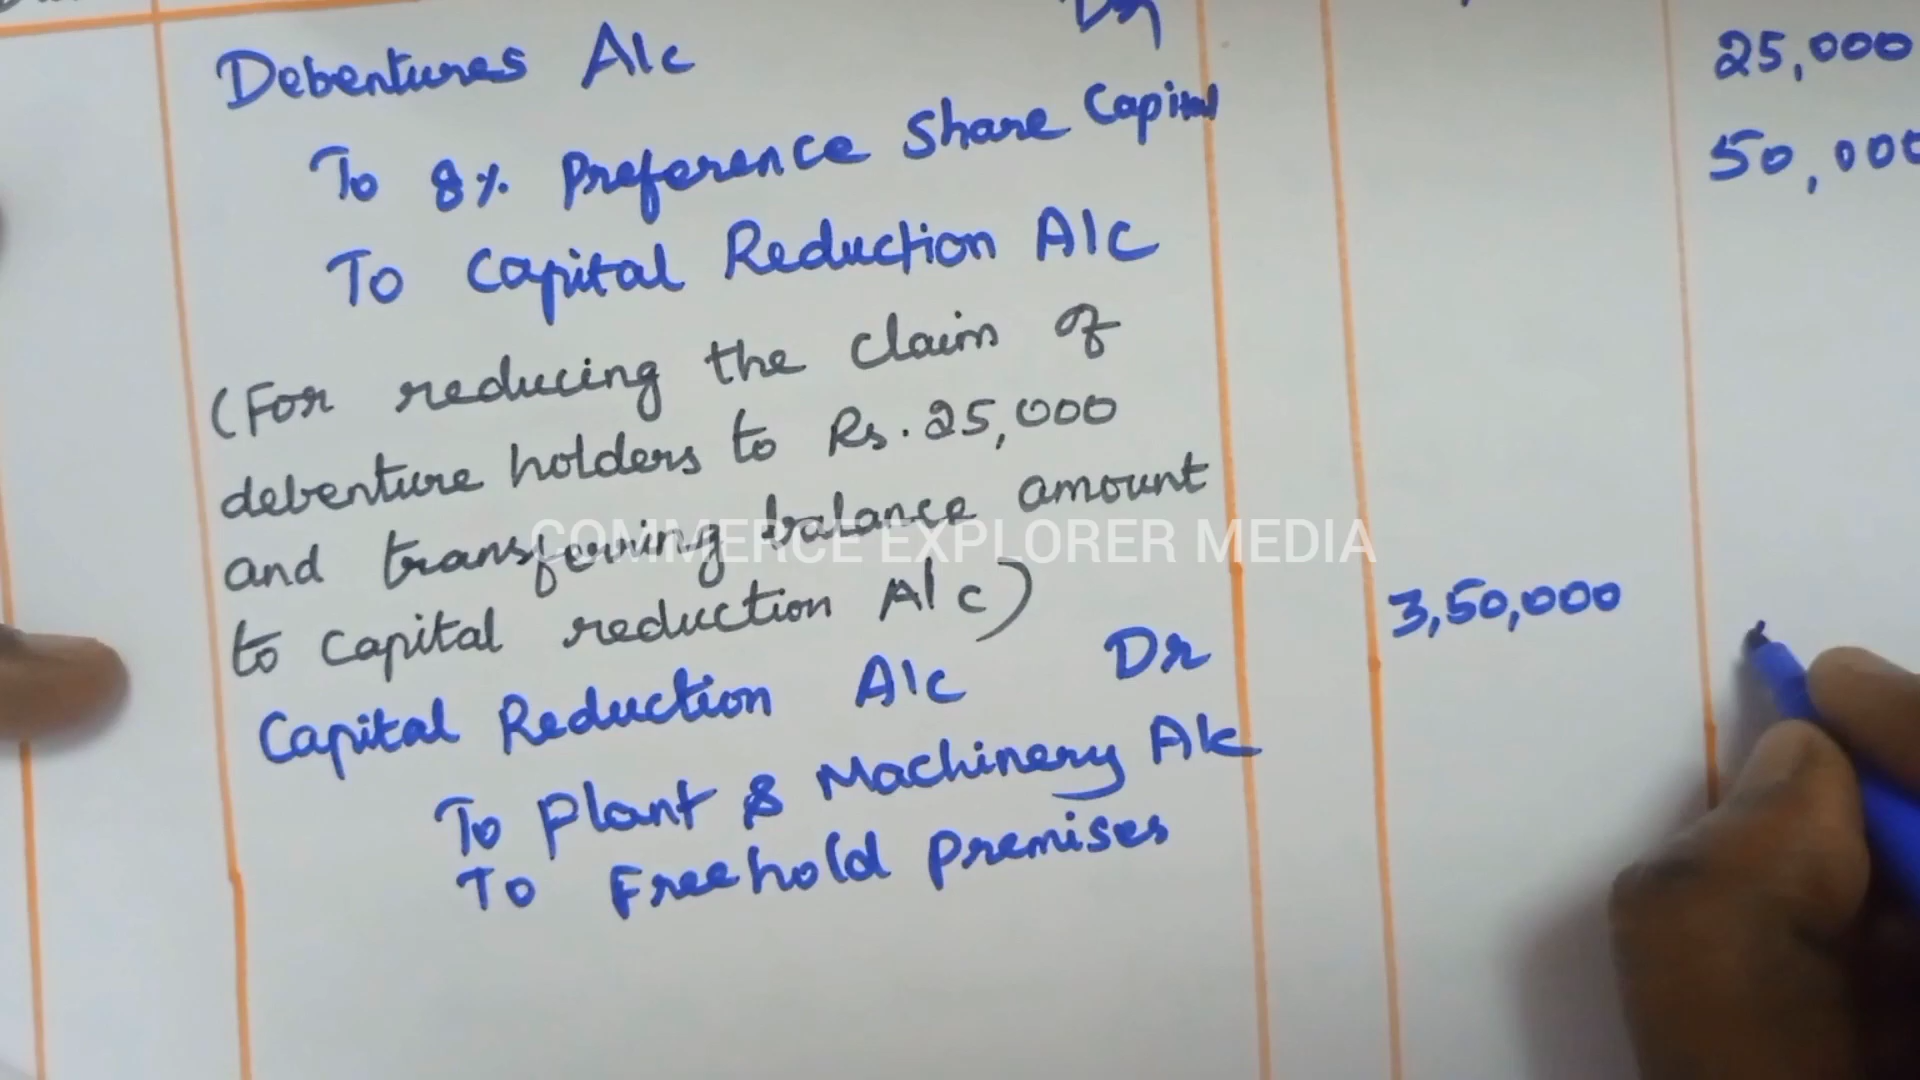 Debentures A/c Dr
25,000
To 8% Preference Share Capital
50,000
To Capital Reduction A/c
(For reducing the claim of
debenture holders to Rs. 25,000
and transferring balance amount
COMMERCE EXPLORER MEDIA
to capital reduction A/c)
Capital Reduction A/c Dr 3,50,000
To Plant & Machinery A/c
To Freehold Premises